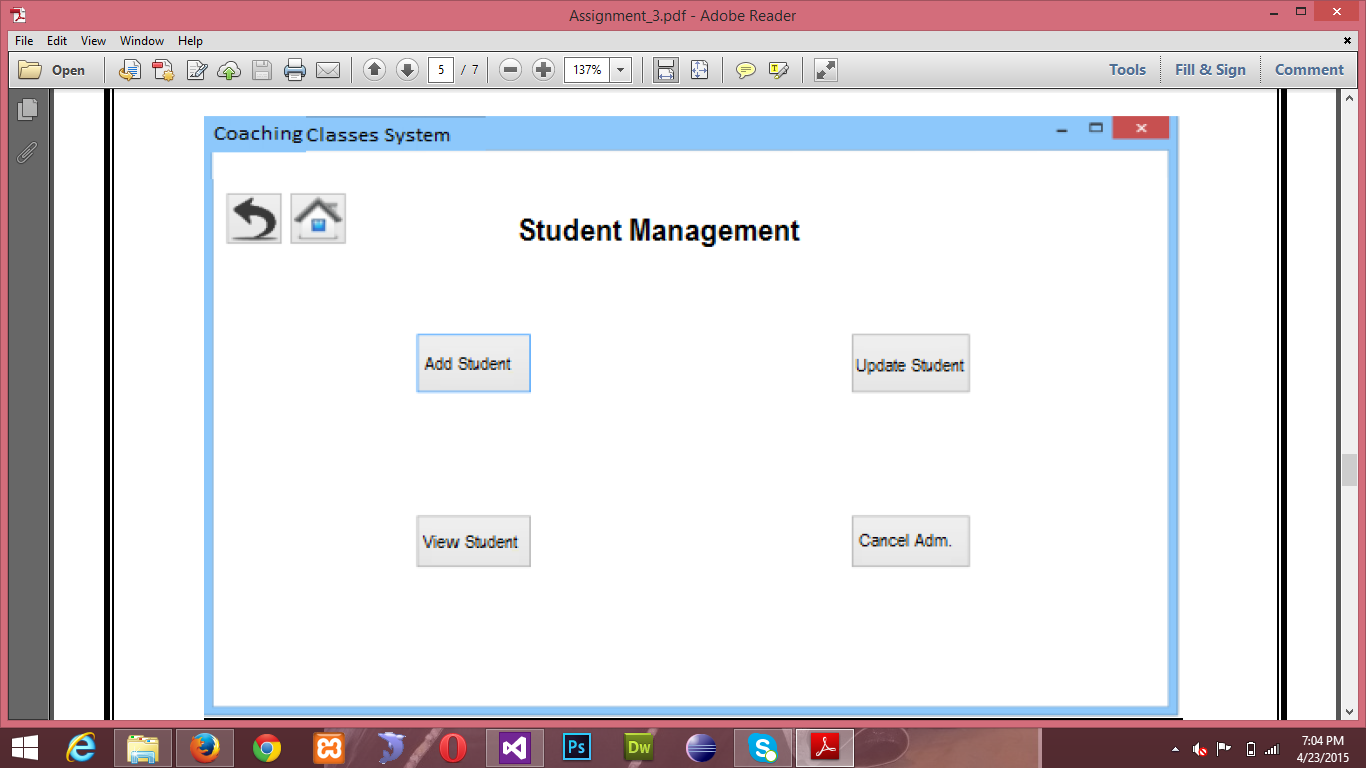 Assignment_3.pdf - Adobe Reader
File Edit View Window Help
Open 5 / 7 137% Tools Fill & Sign Comment
Coaching Classes System
Student Management
Add Student Update Student
View Student Cancel Adm.
Ps Dw
7:04 PM
4/23/2015